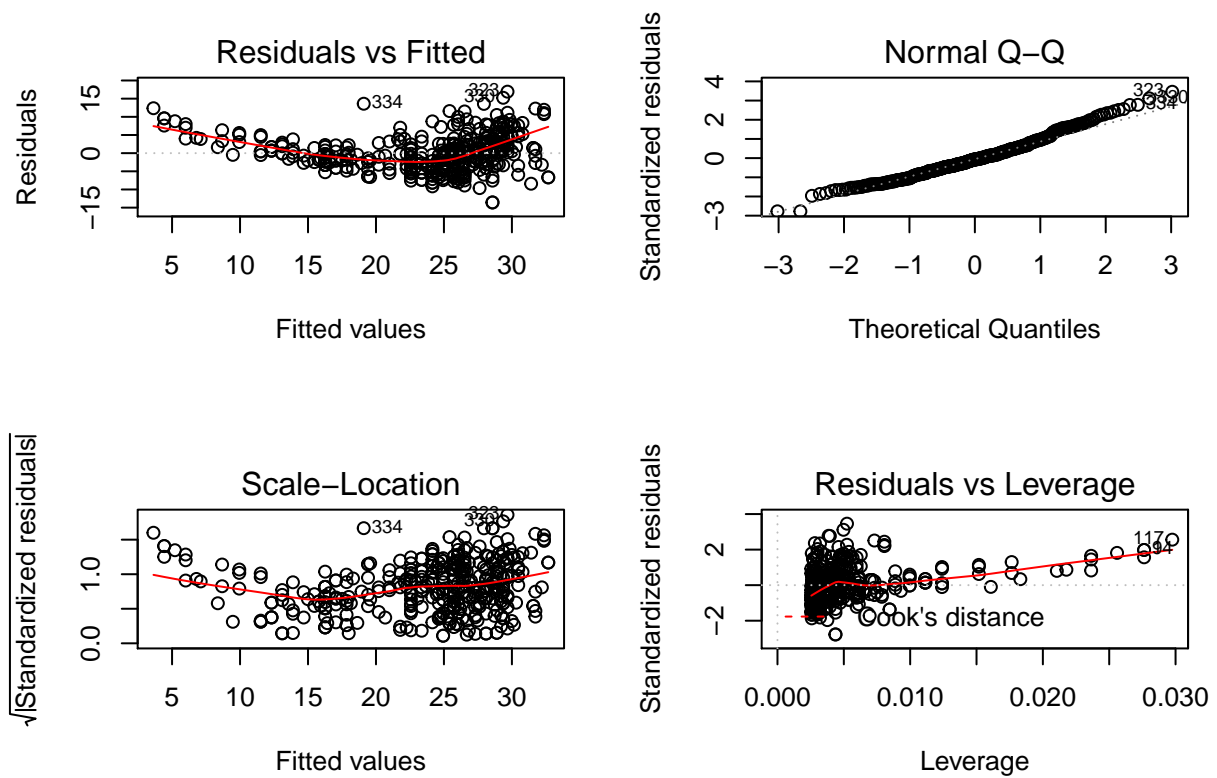 Residuals vs Fitted
Residuals
15
0
−15
334
323
330
5 10 15 20 25 30
Fitted values
Normal Q−Q
Standardized residuals
4
2
0
−3
323
334
−3 −2 −1 0 1 2 3
Theoretical Quantiles
Scale−Location
√|Standardized residuals|
1.0
0.0
334
323
330
5 10 15 20 25 30
Fitted values
Residuals vs Leverage
Standardized residuals
2
−2
117
Cook's distance
0.000 0.010 0.020 0.030
Leverage